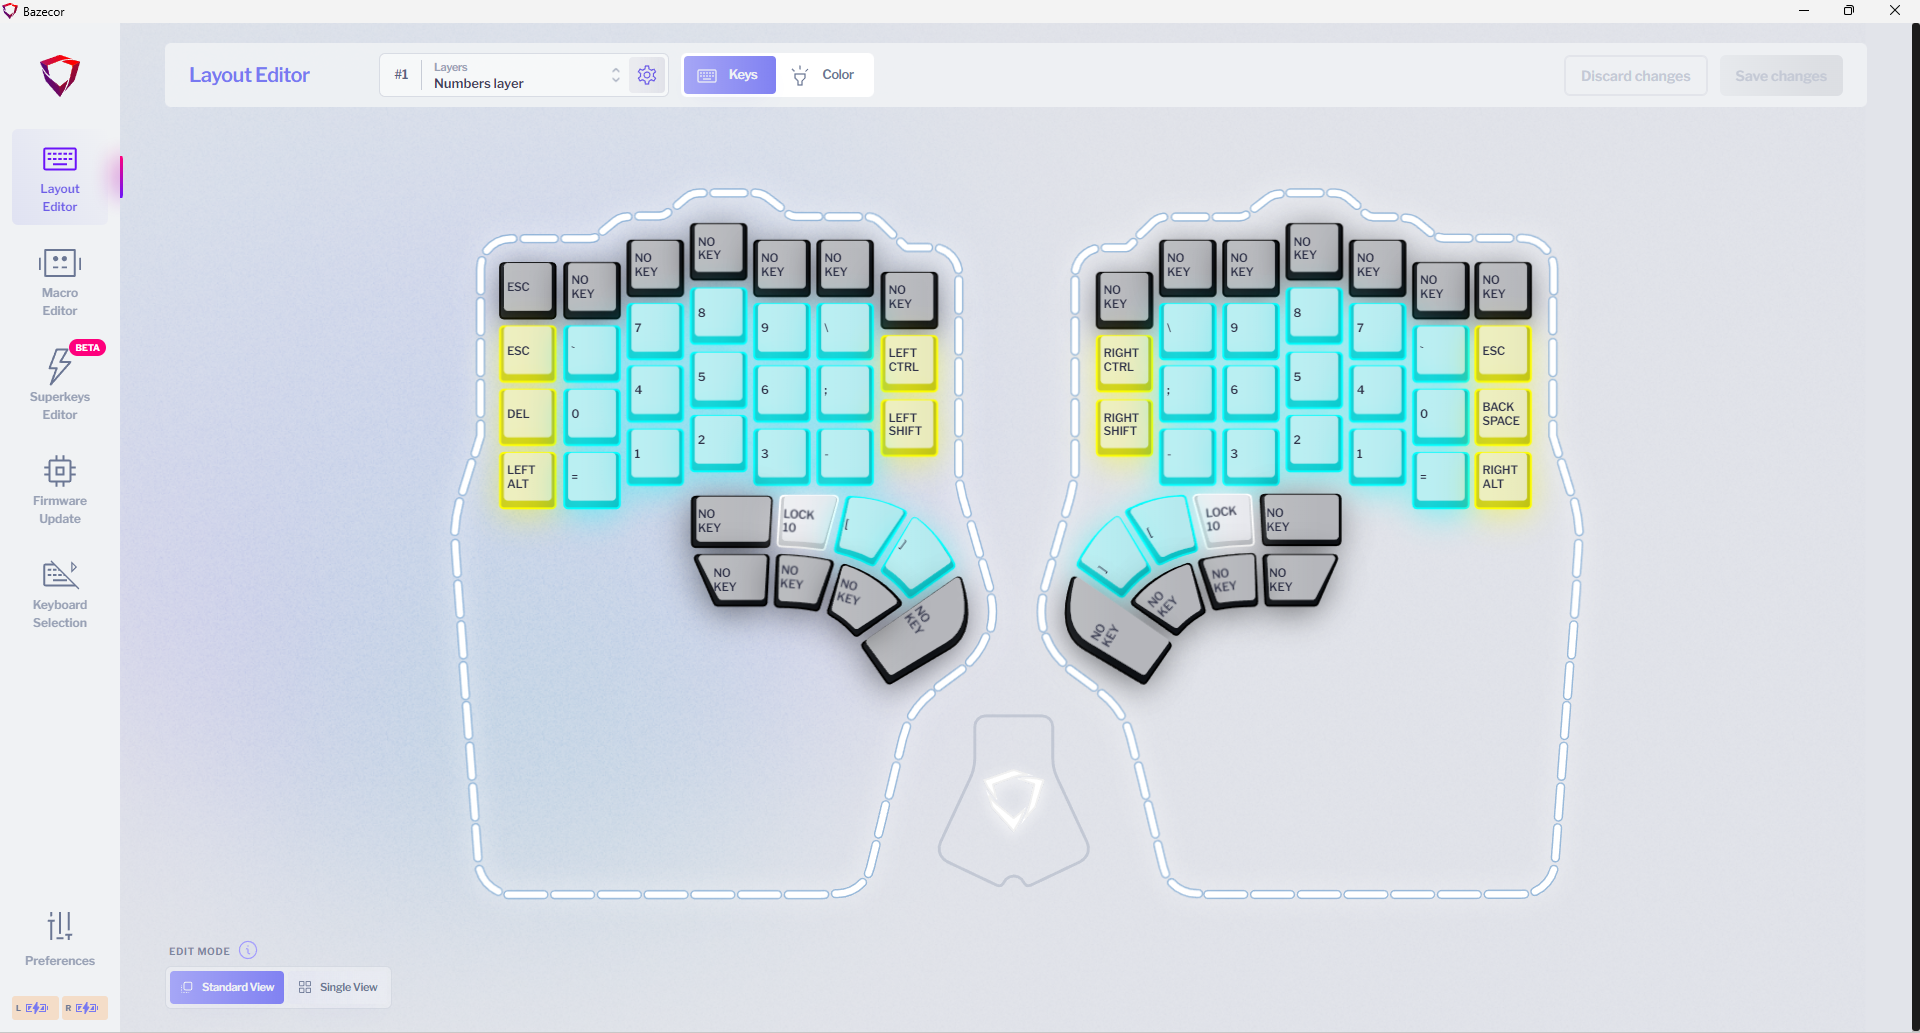 Bazecor
Layout Editor
#1
Layers
Numbers layer
Keys
Color
Discard changes
Save changes
Layout
Editor
Macro
Editor
BETA
Superkeys
Editor
Firmware
Update
Keyboard
Selection
Preferences
L
R
ESC
NO
KEY
NO
KEY
NO
KEY
NO
KEY
NO
KEY
NO
KEY
ESC
`
7
8
9
\
LEFT
CTRL
DEL
0
4
5
6
;
LEFT
SHIFT
LEFT
ALT
=
1
2
3
-
NO
KEY
LOCK
10
[
]
NO
KEY
NO
KEY
NO
KEY
NO
KEY
NO
KEY
NO
KEY
NO
KEY
NO
KEY
NO
KEY
NO
KEY
NO
KEY
RIGHT
CTRL
\
9
8
7
`
ESC
RIGHT
SHIFT
;
6
5
4
0
BACK
SPACE
-
3
2
1
=
RIGHT
ALT
]
[
LOCK
10
NO
KEY
NO
KEY
NO
KEY
NO
KEY
NO
KEY
EDIT MODE
i
Standard View
Single View